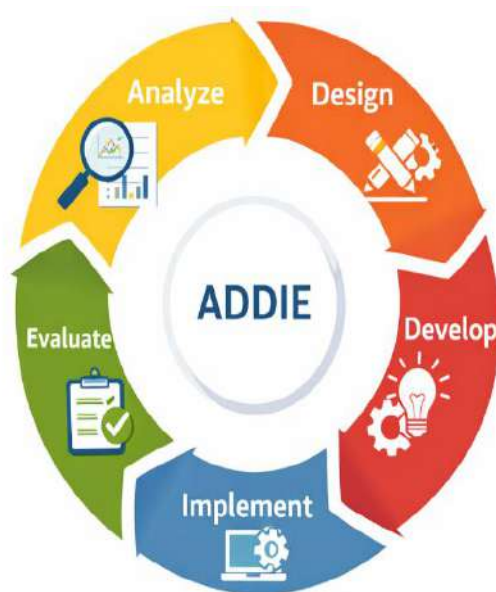 Analyze
Design
ADDIE
Develop
Evaluate
Implement